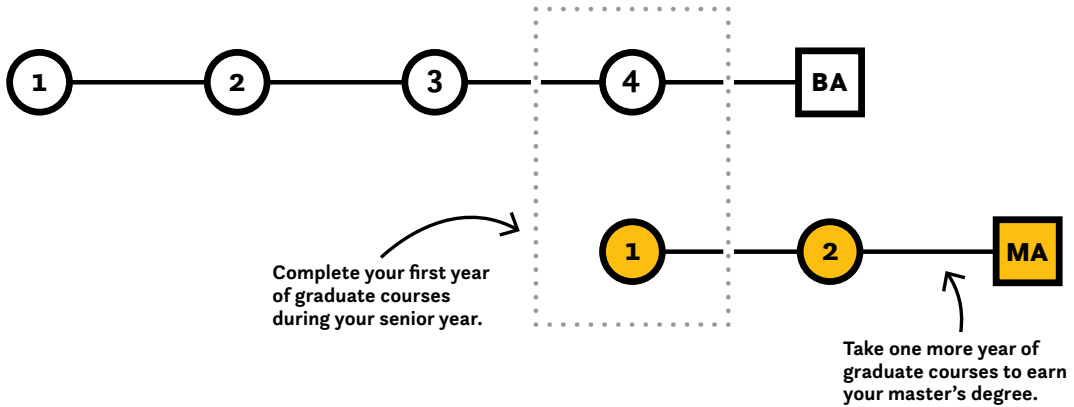 1 2 3 4 BA
1 2 MA
Complete your first year
of graduate courses
during your senior year.
Take one more year of
graduate courses to earn
your master's degree.